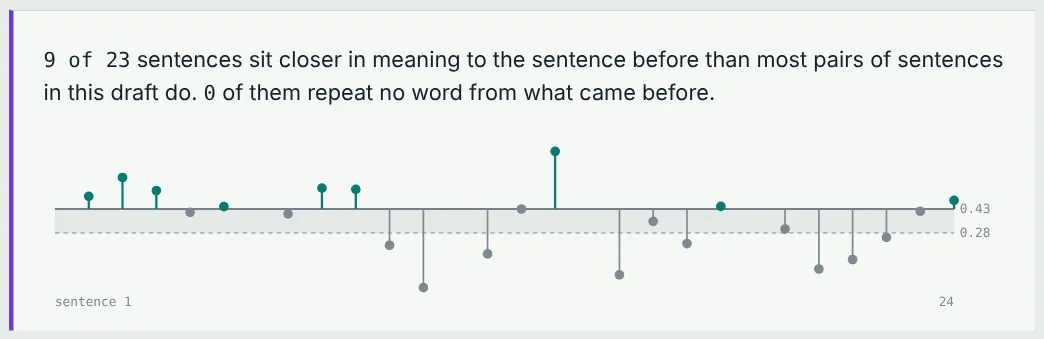 9 of 23 sentences sit closer in meaning to the sentence before than most pairs of sentences
in this draft do. 0 of them repeat no word from what came before.
0.43
0.28
sentence 1
24